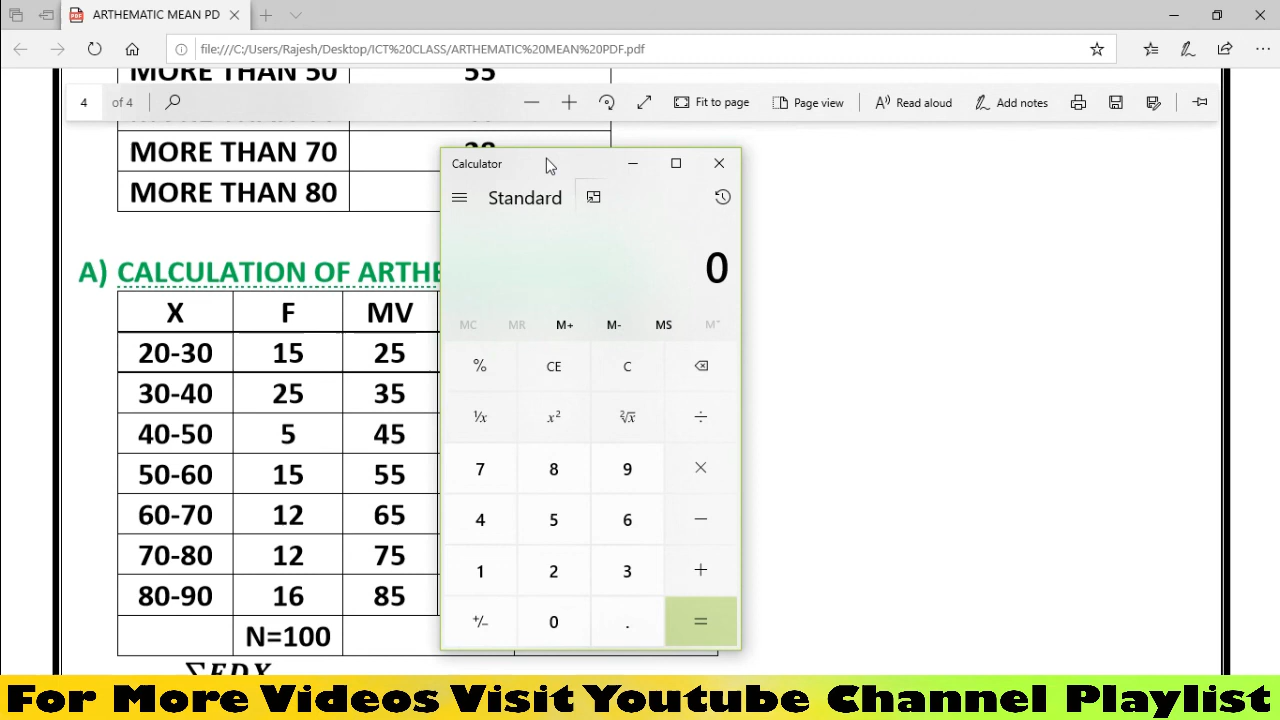 ARTHEMATIC MEAN PD
file:///C:/Users/Rajesh/Desktop/ICT%20CLASS/ARTHEMATIC%20MEAN%20PDF.pdf
MORE THAN 50 55
4 of 4 Fit to page Page view Read aloud Add notes
MORE THAN 70
MORE THAN 80
Calculator
Standard
0
MC MR M+ M- MS
% CE C
¹/x x² ²√x ÷
7 8 9 ×
4 5 6 −
1 2 3 +
+/− 0 . =
A) CALCULATION OF ARTHE
X F MV
20-30 15 25
30-40 25 35
40-50 5 45
50-60 15 55
60-70 12 65
70-80 12 75
80-90 16 85
N=100
For More Videos Visit Youtube Channel Playlist